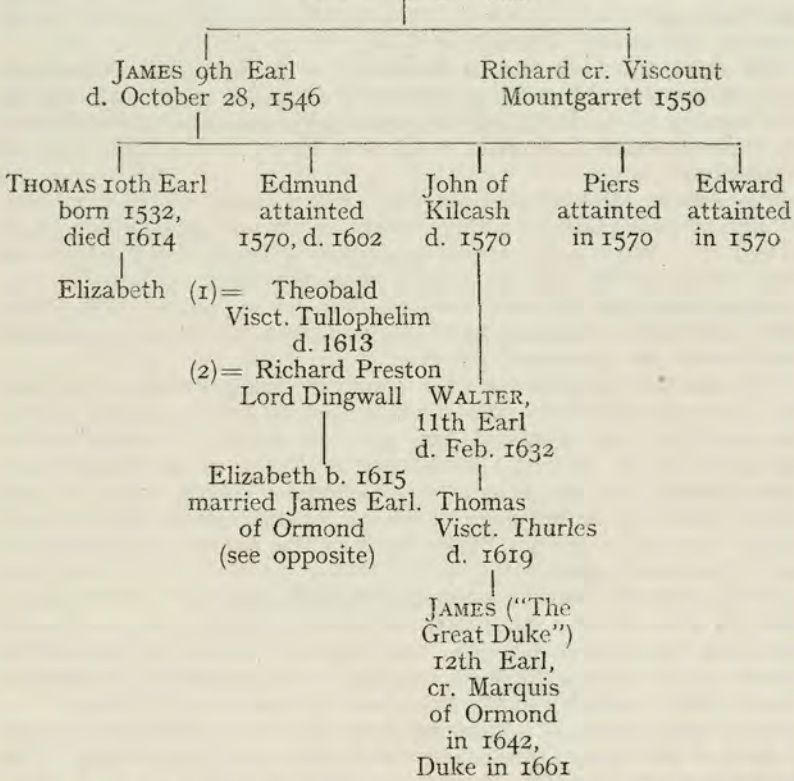 JAMES 9th Earl
d. October 28, 1546
Richard cr. Viscount
Mountgarret 1550
THOMAS 10th Earl
born 1532,
died 1614
Edmund
attainted
1570, d. 1602
John of
Kilcash
d. 1570
Piers
attainted
in 1570
Edward
attainted
in 1570
Elizabeth (1)= Theobald
Visct. Tullophelim
d. 1613
(2)= Richard Preston
Lord Dingwall
WALTER,
11th Earl
d. Feb. 1632
Elizabeth b. 1615
married James Earl.
of Ormond
(see opposite)
Thomas
Visct. Thurles
d. 1619
JAMES ("The
Great Duke")
12th Earl,
cr. Marquis
of Ormond
in 1642,
Duke in 1661